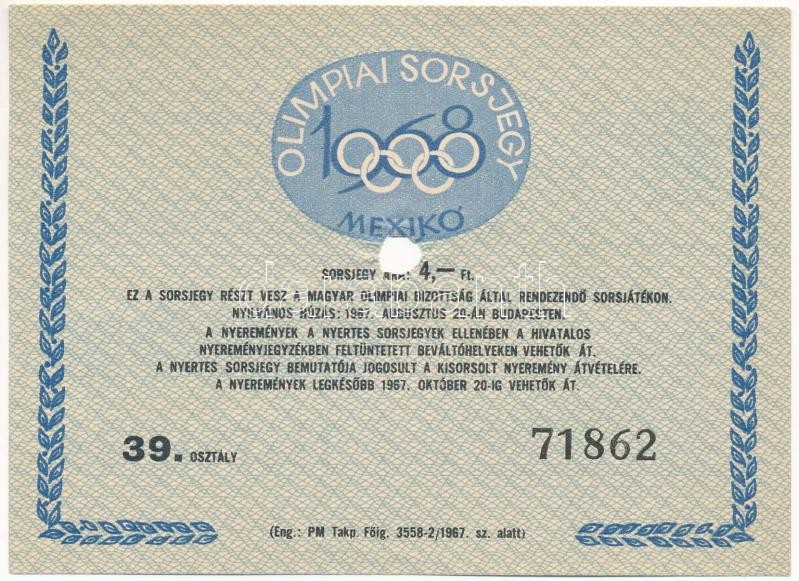 OLIMPIAI SORSJEGY
1968
MEXIKÓ
SORSJEGY ÁRA: 4,— Ft.
EZ A SORSJEGY RÉSZT VESZ A MAGYAR OLIMPIAI BIZOTTSÁG ÁLTAL RENDEZENDŐ SORSJÁTÉKON.
NYILVÁNOS HÚZÁS: 1967. AUGUSZTUS 20-ÁN BUDAPESTEN.
A NYEREMÉNYEK A NYERTES SORSJEGYEK ELLENÉBEN A HIVATALOS
NYEREMÉNYJEGYZÉKBEN FELTÜNTETETT BEVÁLTÓHELYEKEN VEHETŐK ÁT.
A NYERTES SORSJEGY BEMUTATÓJA JOGOSULT A KISORSOLT NYEREMÉNY ÁTVÉTELÉRE.
A NYEREMÉNYEK LEGKÉSŐBB 1967. OKTÓBER 20-IG VEHETŐK ÁT.
39. OSZTÁLY
71862
(Eng.: PM Takp. Főig. 3558-2/1967. sz. alatt)